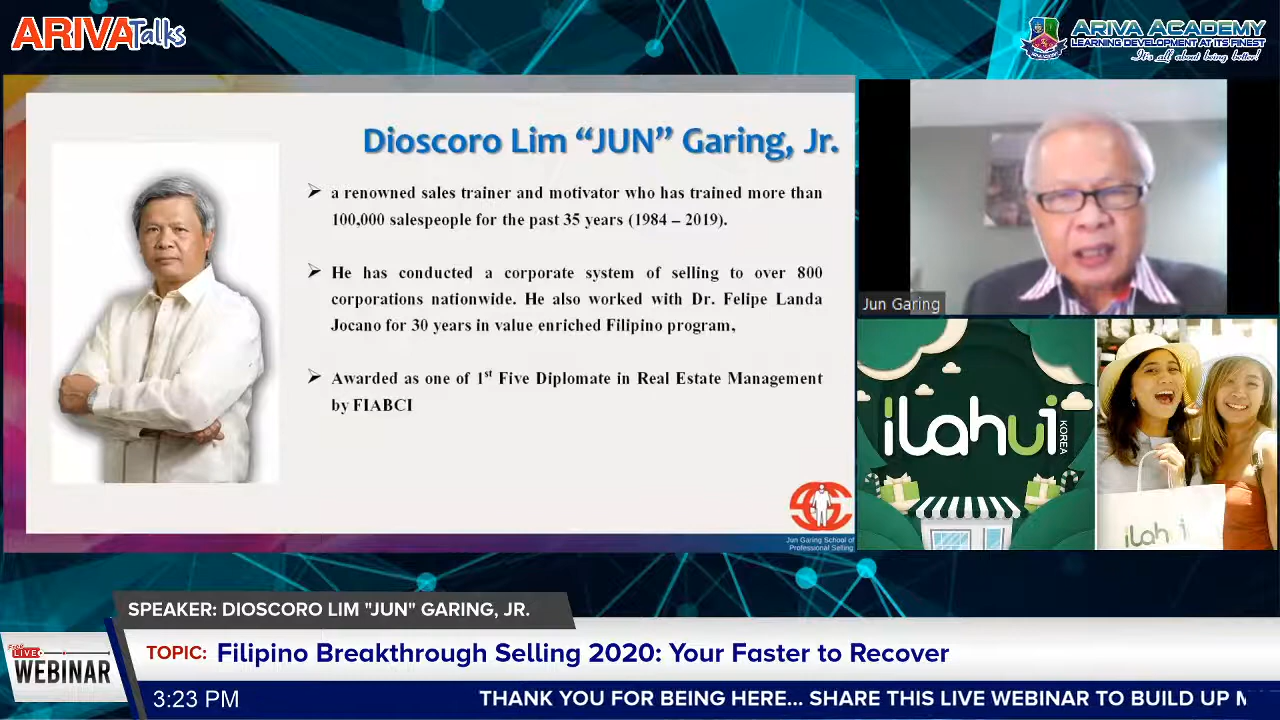 ARIVA Talks
ARIVA ACADEMY
LEARNING DEVELOPMENT AT ITS FINEST
It's all about being better!
Dioscoro Lim “JUN” Garing, Jr.
➢ a renowned sales trainer and motivator who has trained more than
100,000 salespeople for the past 35 years (1984 – 2019).
➢ He has conducted a corporate system of selling to over 800
corporations nationwide. He also worked with Dr. Felipe Landa
Jocano for 30 years in value enriched Filipino program,
➢ Awarded as one of 1st Five Diplomate in Real Estate Management
by FIABCI
Jun Garing School of
Professional Selling
Jun Garing
ilahui
KOREA
ilahui
SPEAKER: DIOSCORO LIM "JUN" GARING, JR.
Free
LIVE
WEBINAR
TOPIC: Filipino Breakthrough Selling 2020: Your Faster to Recover
3:23 PM
THANK YOU FOR BEING HERE... SHARE THIS LIVE WEBINAR TO BUILD UP